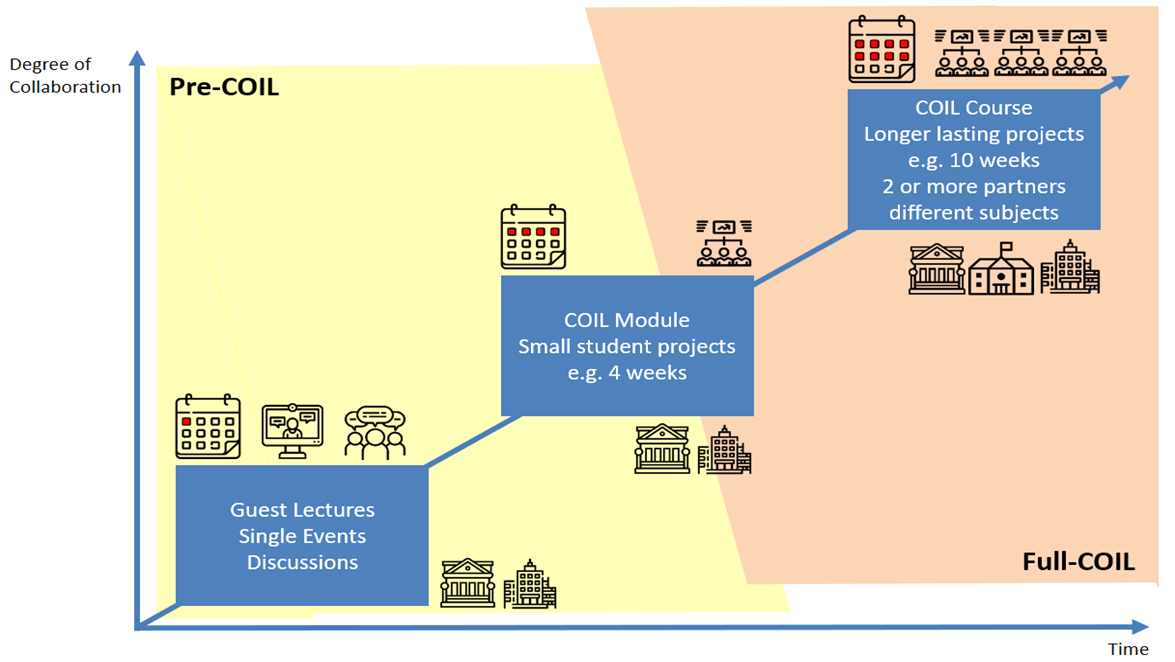 Degree of
Collaboration
Pre-COIL
COIL Course
Longer lasting projects
e.g. 10 weeks
2 or more partners
different subjects
COIL Module
Small student projects
e.g. 4 weeks
Guest Lectures
Single Events
Discussions
Full-COIL
Time